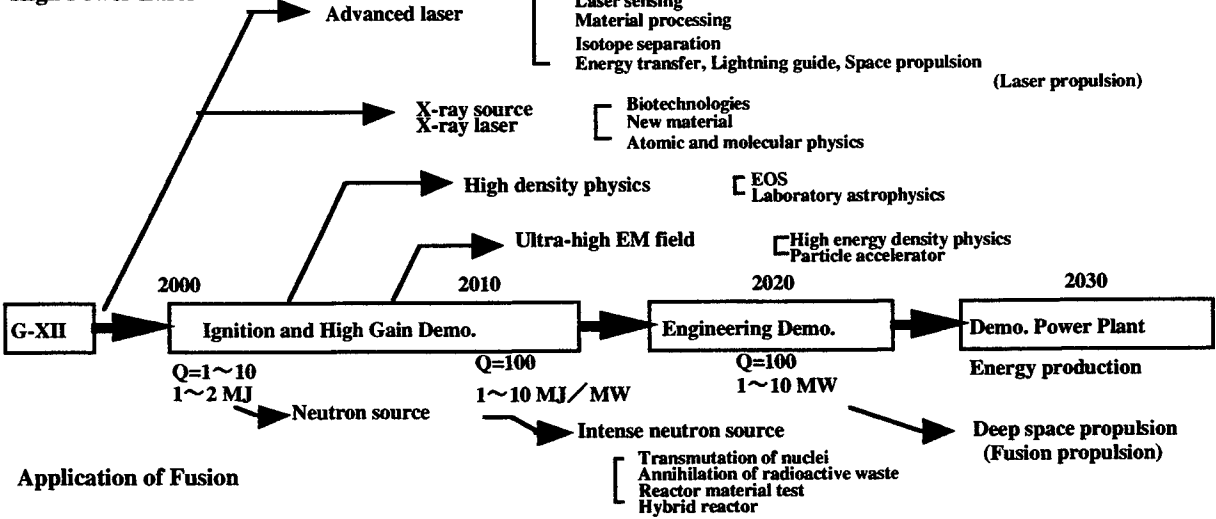 Advanced laser
Laser sensing
Material processing
Isotope separation
Energy transfer, Lightning guide, Space propulsion
(Laser propulsion)
X-ray source
X-ray laser
Biotechnologies
New material
Atomic and molecular physics
High density physics
EOS
Laboratory astrophysics
Ultra-high EM field
High energy density physics
Particle accelerator
2000
2010
2020
2030
G-XII
Ignition and High Gain Demo.
Engineering Demo.
Demo. Power Plant
Q=1～10
1～2 MJ
Q=100
1～10 MJ／MW
Q=100
1～10 MW
Energy production
Neutron source
Intense neutron source
Transmutation of nuclei
Annihilation of radioactive waste
Reactor material test
Hybrid reactor
Deep space propulsion
(Fusion propulsion)
Application of Fusion